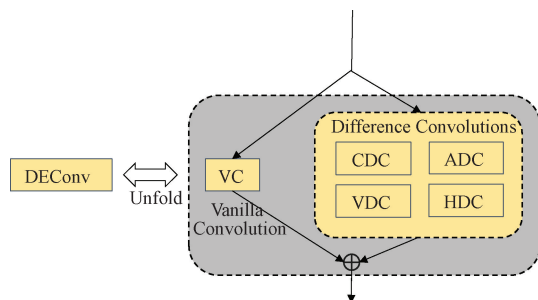 Difference Convolutions
CDC
ADC
DEConv
Unfold
VC
VDC
HDC
Vanilla
Convolution